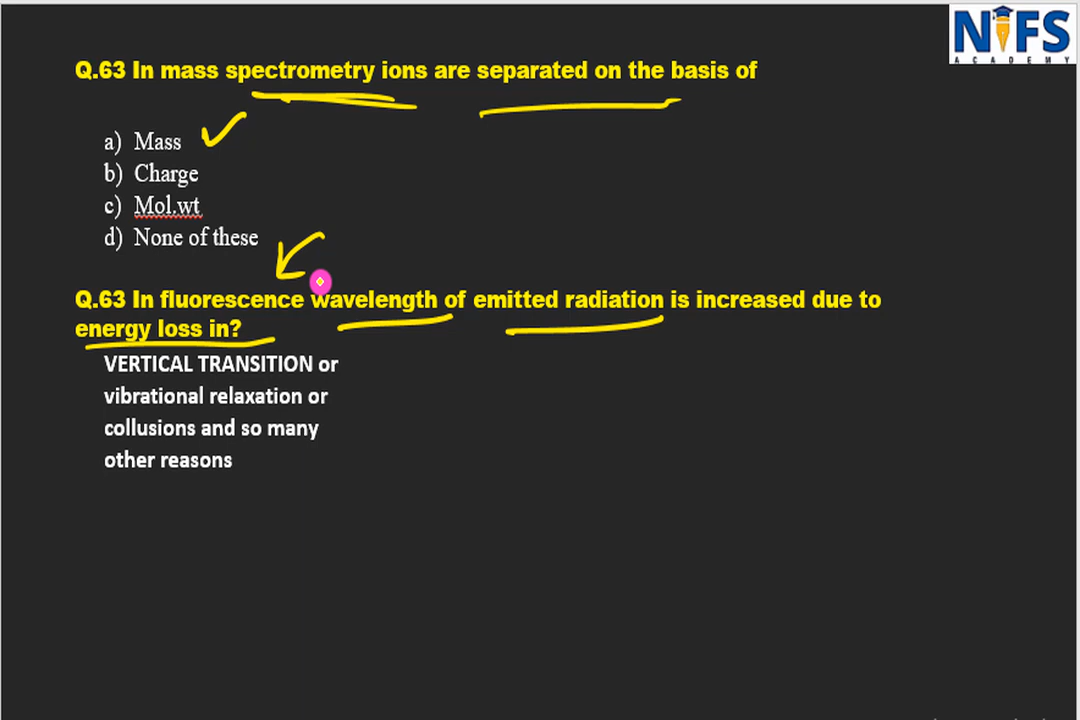 NIFS
ACADEMY
Q.63 In mass spectrometry ions are separated on the basis of
a) Mass
b) Charge
c) Mol.wt
d) None of these
Q.63 In fluorescence wavelength of emitted radiation is increased due to
energy loss in?
VERTICAL TRANSITION or
vibrational relaxation or
collusions and so many
other reasons